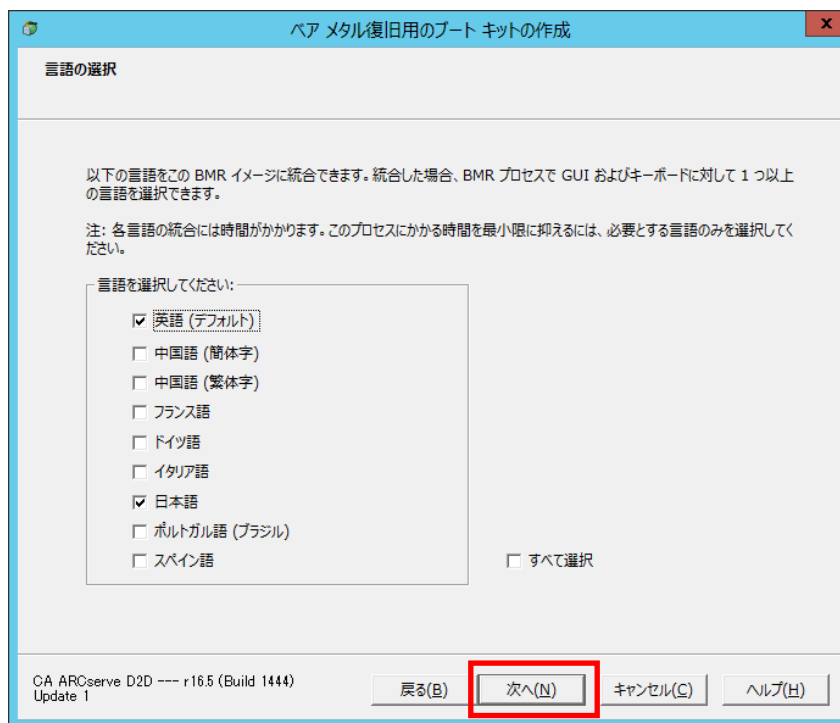 ベア メタル復旧用のブート キットの作成
x
言語の選択
以下の言語をこの BMR イメージに統合できます。統合した場合、BMR プロセスで GUI およびキーボードに対して 1 つ以上
の言語を選択できます。
注: 各言語の統合には時間がかかります。このプロセスにかかる時間を最小限に抑えるには、必要とする言語のみを選択してく
ださい。
言語を選択してください:
英語 (デフォルト)
中国語 (簡体字)
中国語 (繁体字)
フランス語
ドイツ語
イタリア語
日本語
ポルトガル語 (ブラジル)
スペイン語
すべて選択
CA ARCserve D2D --- r16.5 (Build 1444)
Update 1
戻る(B)
次へ(N)
キャンセル(C)
ヘルプ(H)